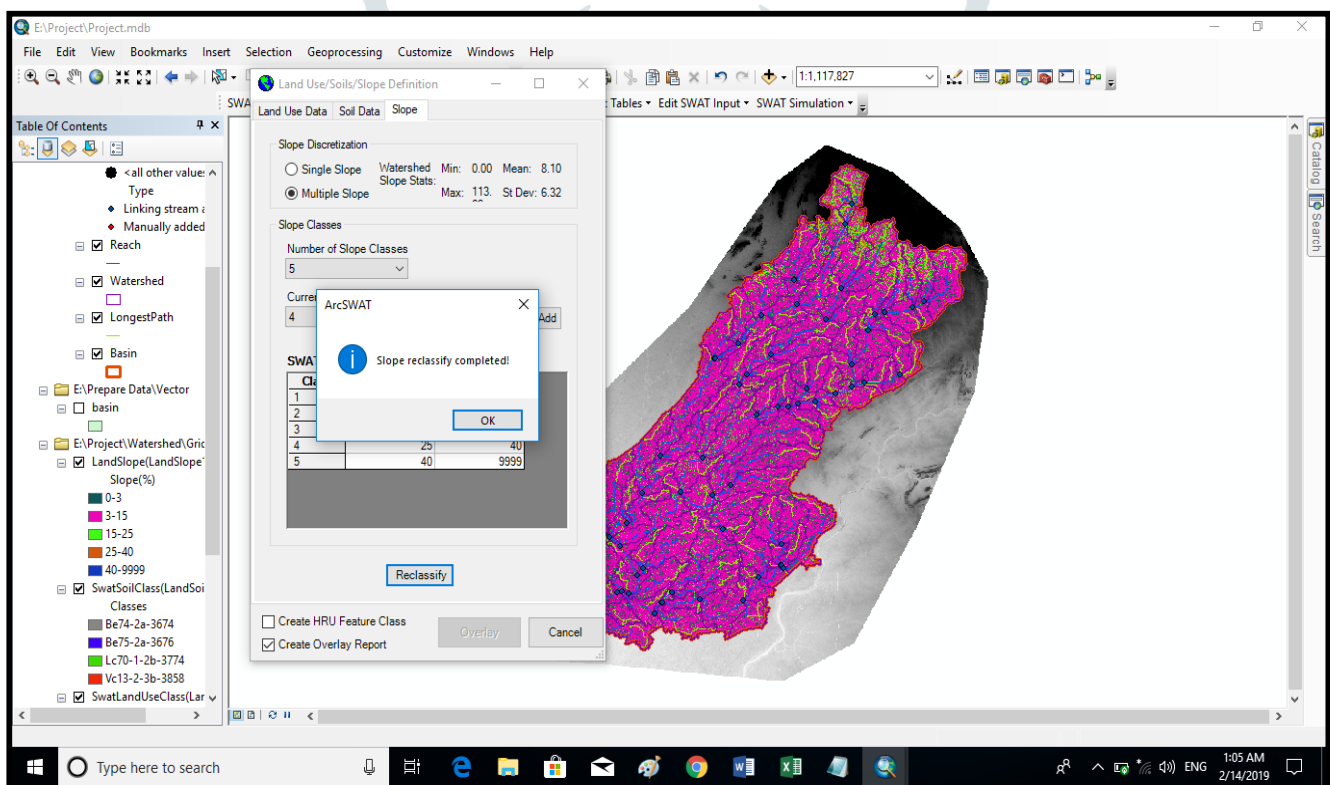 E:\Project\Project.mdb
File Edit View Bookmarks Insert Selection Geoprocessing Customize Windows Help
1:1,117,827
SWA
Tables Edit SWAT Input SWAT Simulation
Table Of Contents
<all other value:
Type
Linking stream a
Manually added
Reach
Watershed
LongestPath
Basin
E:\Prepare Data\Vector
basin
E:\Project\Watershed\Gric
LandSlope(LandSlope
Slope(%)
0-3
3-15
15-25
25-40
40-9999
SwatSoilClass(LandSoi
Classes
Be74-2a-3674
Be75-2a-3676
Lc70-1-2b-3774
Vc13-2-3b-3858
SwatLandUseClass(Lar
Land Use/Soils/Slope Definition
Land Use Data Soil Data Slope
Slope Discretization
Single Slope
Multiple Slope
Watershed
Slope Stats:
Min: 0.00 Mean: 8.10
Max: 113. St Dev: 6.32
Slope Classes
Number of Slope Classes
5
Curre
4
Add
SWA
Cla
1
2
3
4 25 40
5 40 9999
ArcSWAT
Slope reclassify completed!
OK
Reclassify
Create HRU Feature Class
Create Overlay Report
Overlay
Cancel
Catalog
Search
Type here to search
ENG
1:05 AM
2/14/2019